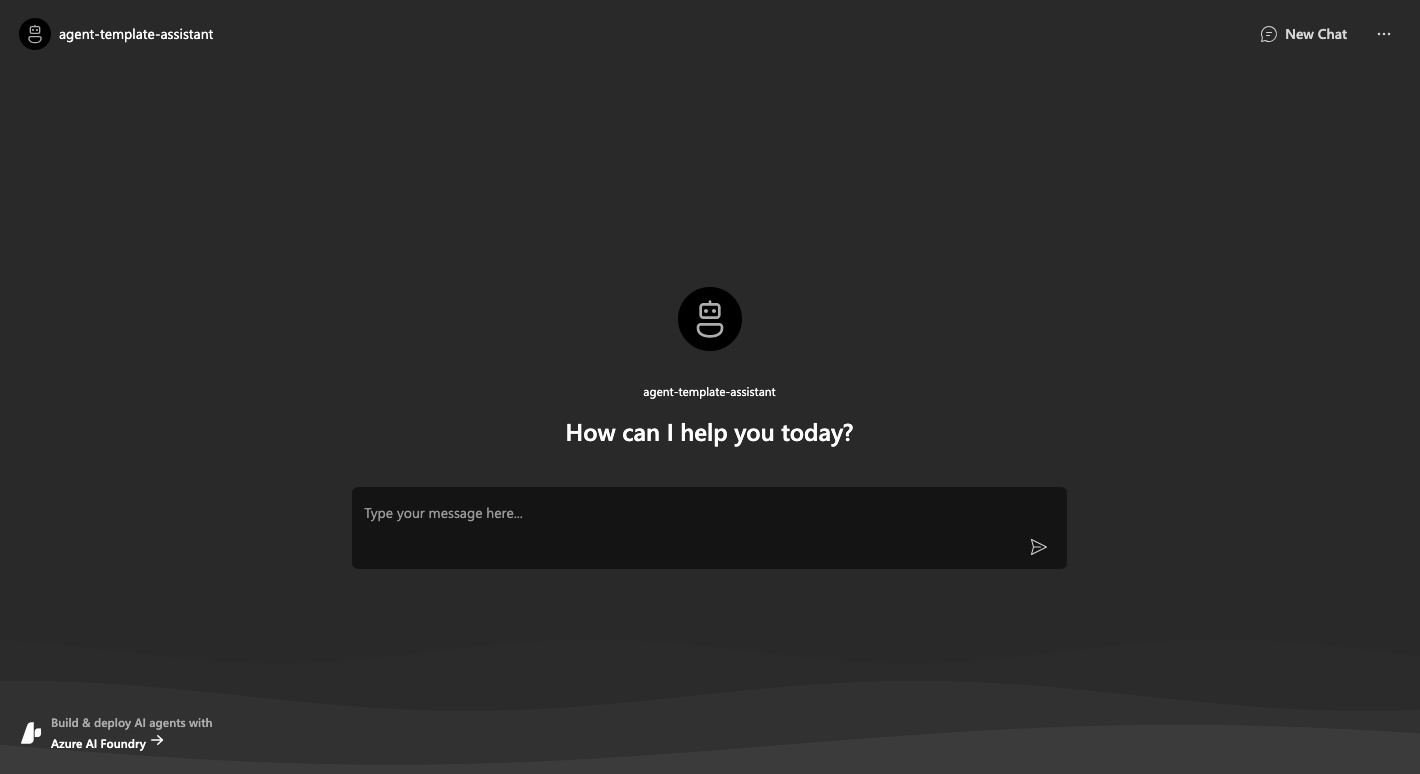 agent-template-assistant
New Chat
agent-template-assistant
How can I help you today?
Type your message here...
Build & deploy AI agents with
Azure AI Foundry